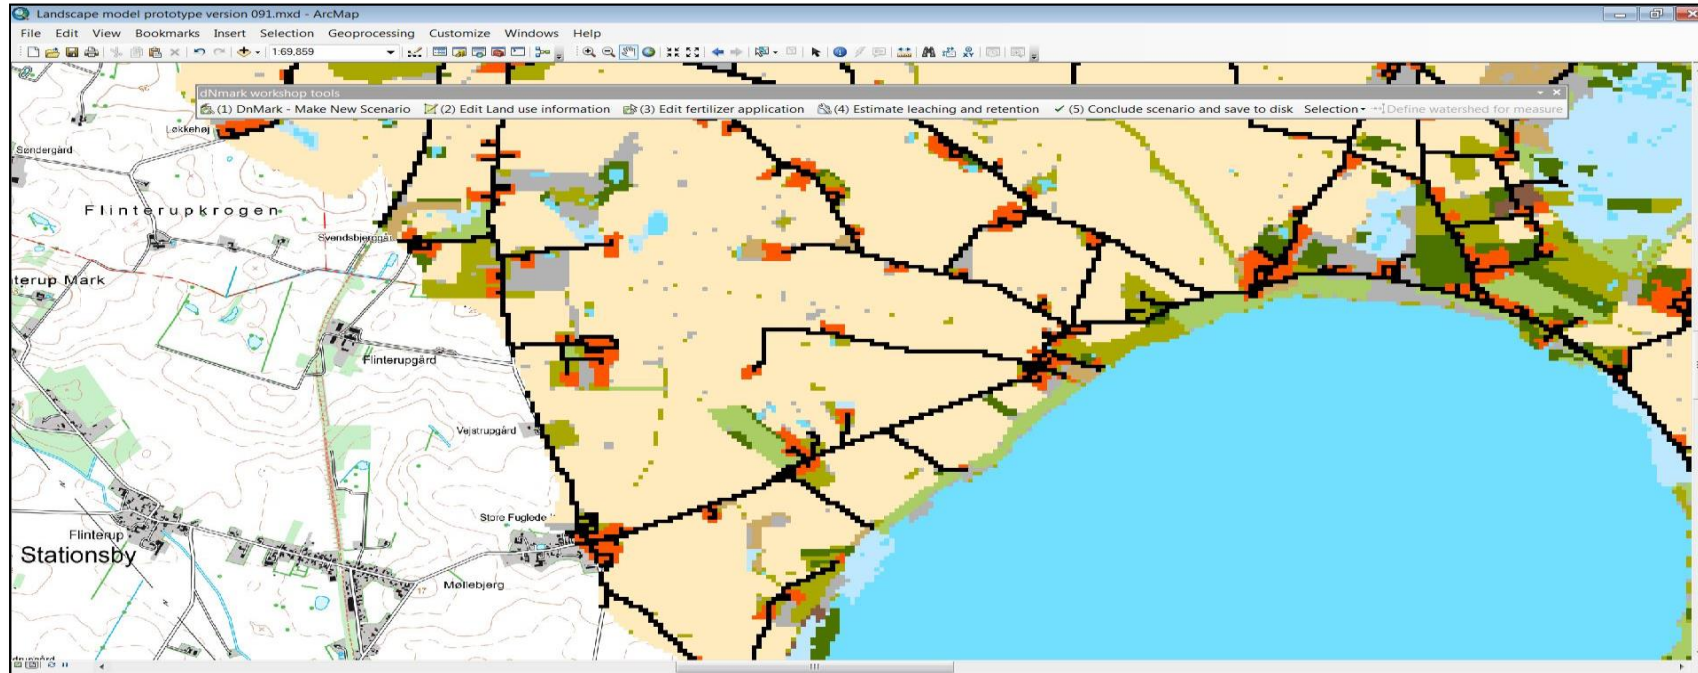 Landscape model prototype version 091.mxd - ArcMap
File Edit View Bookmarks Insert Selection Geoprocessing Customize Windows Help
1:69,859
dNmark workshop tools
(1) DnMark - Make New Scenario (2) Edit Land use information (3) Edit fertilizer application (4) Estimate leaching and retention (5) Conclude scenario and save to disk Selection Define watershed for measure
Løkkehøj
Søndergård
Flinterupkrogen
Svendsbjerggår
terup Mark
Flinterupgård
Vejstrupgård
Store Fuglede
Flinterup
Stationsby
Møllebjerg
17